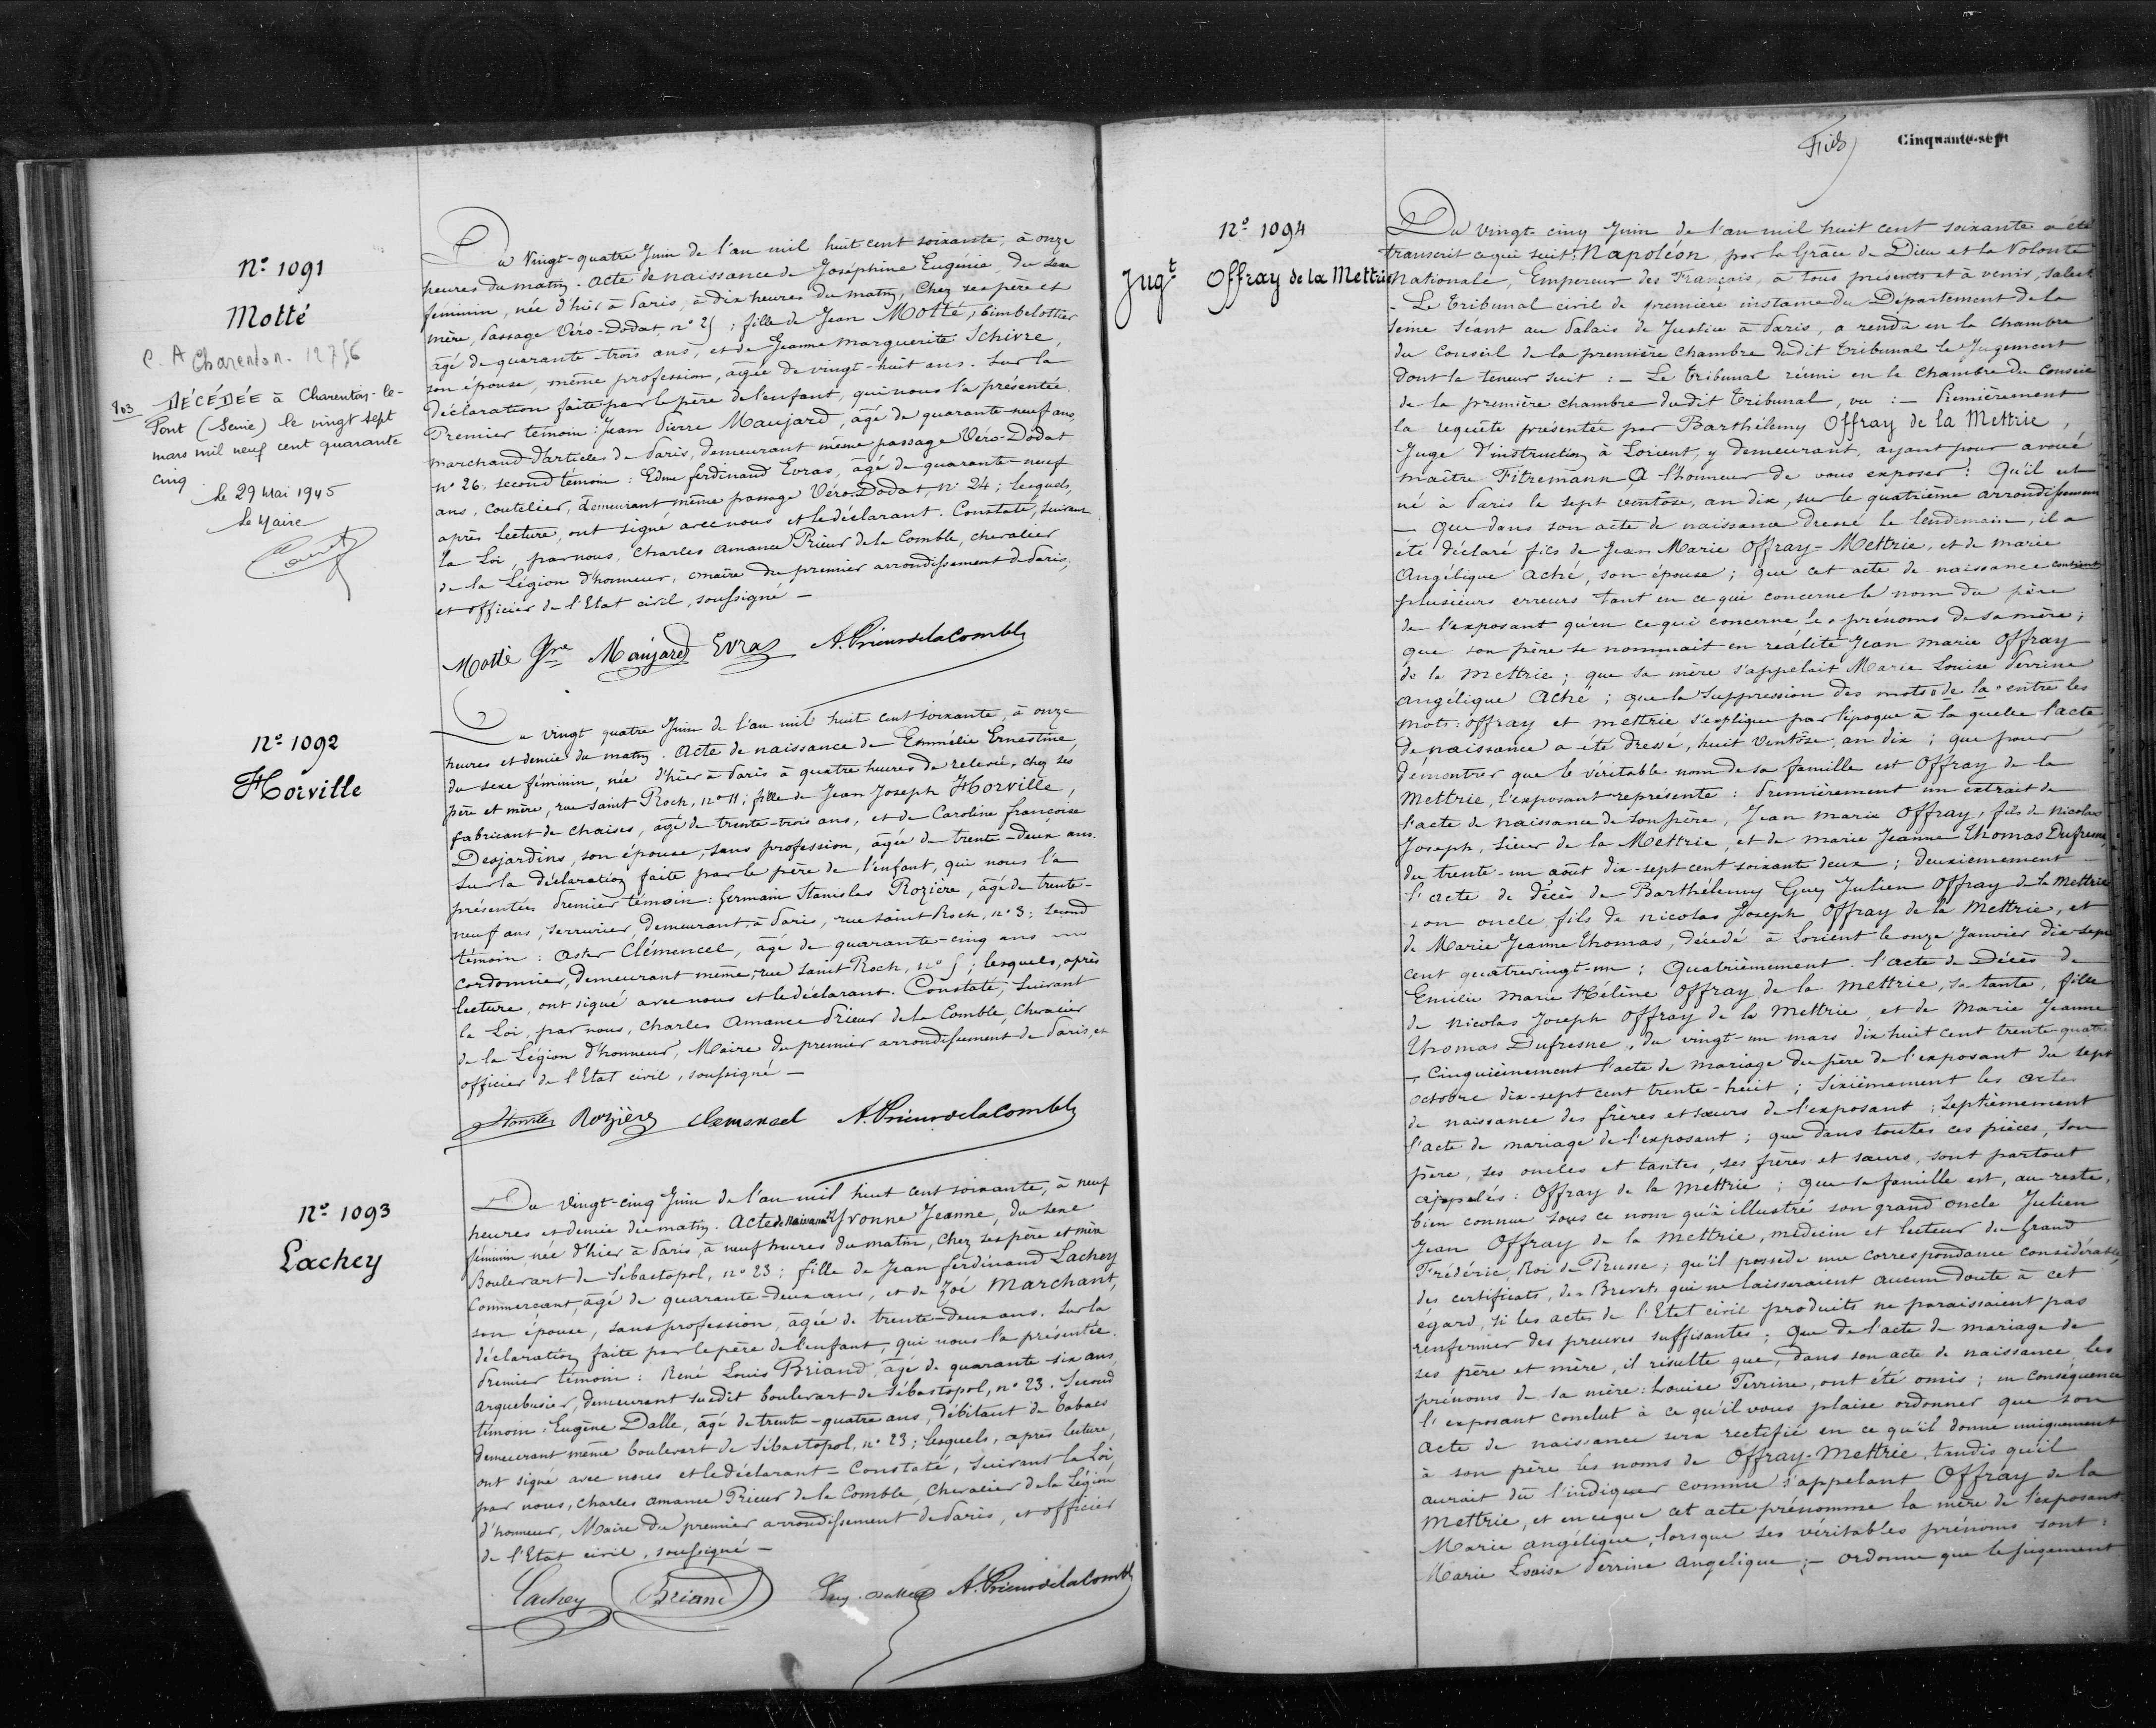 Nº 1091
Motté
C. A Charenton. 12756
803 DÉCÉDÉE à Charenton-le-
Pont (Seine) le vingt sept
mars mil neuf cent quarante
cinq.
le 29 Mai 1945
Le Maire
Du Vingt-quatre Juin de l'an mil huit cent soixante, à onze
heures du matin. Acte de naissance de Joséphine Eugénie, du sexe
féminin, née d'hier à Paris, à dix heures du matin, chez ses père et
mère, Passage Véro-Dodat, nº 25 ; fille de Jean Motté, bimbelottier
âgé de quarante-trois ans, et de Jeanne Marguerite Schivre,
son épouse, même profession, âgée de vingt-huit ans. Sur la
déclaration faite par le père de l'enfant, qui nous l'a présentée.
Premier témoin : Jean Pierre Maujard, âgé de quarante-neuf ans,
marchand d'articles de Paris, demeurant même passage Véro-Dodat
nº 26. second témoin : Edme ferdinand Evras, âgé de quarante-neuf
ans, coutelier, demeurant même passage Véro-Dodat, nº 24 ; lesquels,
après lecture, ont signé avec nous et le déclarant. Constaté, suivant
la Loi, par nous, Charles Amance Prieur de la Comble, chevalier
de la Légion d'honneur, maire du premier arrondissement de Paris,
et officier de l'Etat civil, soussigné —
Motté Jne Maujard Evras A. PrieurdelaComble
Nº 1092
Horville
Du vingt quatre Juin de l'an mil huit cent soixante, à onze
heures et demie du matin. Acte de naissance de Emmélie Ernestine,
du sexe féminin, née d'hier à Paris à quatre heures de relevée, chez ses
père et mère, rue Saint-Roch, nº 11 ; fille de Jean Joseph Horville,
fabricant de chaises, âgé de trente-trois ans, et de Caroline françoise
Desjardins, son épouse, sans profession, âgée de trente-deux ans.
Sur la déclaration faite par le père de l'enfant, qui nous l'a
présentée. Premier témoin : Germain Stanislas Rozière, âgé de trente-
neuf ans, serrurier, demeurant à Paris, rue Saint Roch, nº 3 ; second
témoin : Clémencel, âgé de quarante-cinq ans
cordonnier, demeurant même rue Saint Roch, nº 5 ; lesquels, après
lecture, ont signé avec nous et le déclarant. Constaté, suivant
la Loi, par nous, Charles Amance Prieur de la Comble, Chevalier
de la Légion d'honneur, Maire du premier arrondissement de Paris, et
officier de l'Etat civil, soussigné —
Rozière Clemencel A. PrieurdelaComble
Nº 1093
Lachey
Du Vingt-cinq Juin de l'an mil huit cent soixante, à neuf
heures et demie du matin. Acte de Naissance d'Yvonne Jeanne, du sexe
féminin née d'hier à Paris, à neuf heures du matin, chez ses père et mère
Boulevart de Sébastopol, nº 23 ; fille de Jean ferdinand Lachey
Commercant, âgé de quarante-deux ans, et de Zoé Marchant,
son épouse, sans profession, âgée de trente-deux ans. Sur la
déclaration faite par le père de l'enfant, qui nous l'a présentée.
Premier témoin : René Louis Briand, âgé de quarante-six ans,
arquebusier, demeurant susdit boulevart de Sébastopol, nº 23. Second
témoin : Eugène Dalle, âgé de trente-quatre ans, débitant de tabacs
demeurant même boulevart de Sébastopol, nº 23 ; lesquels, après lecture,
ont signé avec nous et le déclarant — Constaté, suivant la Loi,
par nous, Charles Amance Prieur de la Comble, Chevalier de la Légion
d'honneur, Maire du premier arrondissement de Paris, et officier
de l'Etat civil, soussigné —
Lachey Briand Eug. Dalle A. PrieurdelaComble
Cinquante-sept
Nº 1094
Jugt Offray de la Mettrie
Du vingt cinq Juin de l'an mil huit cent soixante a été
transcrit ce qui suit : Napoléon, par la Grâce de Dieu et la Volonté
Nationale, Empereur des Français, à tous présents et à venir, salut.
- Le Tribunal civil de première instance du Département de la
Seine séant au Palais de Justice à Paris, a rendu en la Chambre
du Conseil de la première chambre dudit Tribunal le Jugement
dont la teneur suit : — Le Tribunal réuni en la Chambre du Conseil
de la première chambre dudit Tribunal, vu : — Premièrement
la requête présentée par Barthélemy Offray de la Mettrie,
Juge d'instruction à Lorient, y demeurant, ayant pour avoué
maître Fitremann A l'honneur de vous exposer : Qu'il est
né à Paris le sept ventôse, an dix, sur le quatrième arrondissement
— Que dans son acte de naissance dressé le lendemain, il a
été déclaré fils de Jean Marie Offray-Mettrie, et de Marie
Angélique Aché, son épouse ; que cet acte de naissance contient
plusieurs erreurs tant en ce qui concerne le nom du père
de l'exposant qu'en ce qui concerne les prénoms de sa mère ;
que son père se nommait en réalité Jean Marie Offray
de la Mettrie ; que sa mère s'appelait Marie Louise Perrine
angélique Aché ; que la suppression des mots « de la » entre les
mots : Offray et Mettrie s'explique par l'époque à la quelle l'acte
de naissance a été dressé, huit Ventôse, an dix ; que pour
démontrer que le véritable nom de sa famille est Offray de la
Mettrie, l'exposant représente : Premièrement un extrait de
l'acte de naissance de son père, Jean Marie Offray, fils de Nicolas
Joseph, Sieur de la Mettrie, et de Marie Jeanne Thomas Dufresne,
du trente-un août dix-sept cent soixante deux ; deuxièmement
l'acte de décès de Barthélemy Guy Julien Offray de la Mettrie
son oncle fils de Nicolas Joseph Offray de la Mettrie, et
de Marie Jeanne Thomas, décédé à Lorient le onze Janvier dix-sept
cent quatrevingt-un ; Quatrièmement. l'acte de Décès de
Emilie Marie Hélène Offray de la Mettrie, sa tante, fille
de Nicolas Joseph Offray de la Mettrie, et de Marie Jeanne
Thomas Dufresne, du vingt-un mars dix huit cent trente-quatre
, Cinquièmement l'acte de mariage du père de l'exposant du sept
octobre dix-sept cent trente-huit ; Sixièmement les actes
de naissance des frères et sœurs de l'exposant ; Septièmement
l'acte de mariage de l'exposant ; que dans toutes ces pièces, son
père, ses oncles et tantes, ses frères et sœurs, sont partout
appelés : Offray de la Mettrie ; que sa famille est, au reste,
bien connue sous ce nom qu'a illustré son grand oncle Julien
Jean Offray de la Mettrie, médecin et lecteur du Grand
Frédéric, Roi de Prusse ; qu'il possède une correspondance considérable,
des certificats, des Brevets qui ne laisseraient aucun doute à cet
égard, si les actes de l'Etat civil produits ne paraissaient pas
renfermer des preuves suffisantes ; Que de l'acte de mariage de
ses père et mère, il résulte que, dans son acte de naissance les
prénoms de sa mère : Louise Perrine, ont été omis ; en conséquence
l'exposant conclut à ce qu'il vous plaise ordonner que son
acte de naissance sera rectifié en ce qu'il donne uniquement
à son père les noms de Offray-Mettrie, tandis qu'il
aurait dû l'indiquer comme s'appelant Offray de la
Mettrie, et en ce que cet acte prénomme la mère de l'exposant
Marie angélique, lorsque ses véritables prénoms sont :
Marie Louise Perrine angélique ; — ordonne que le jugement